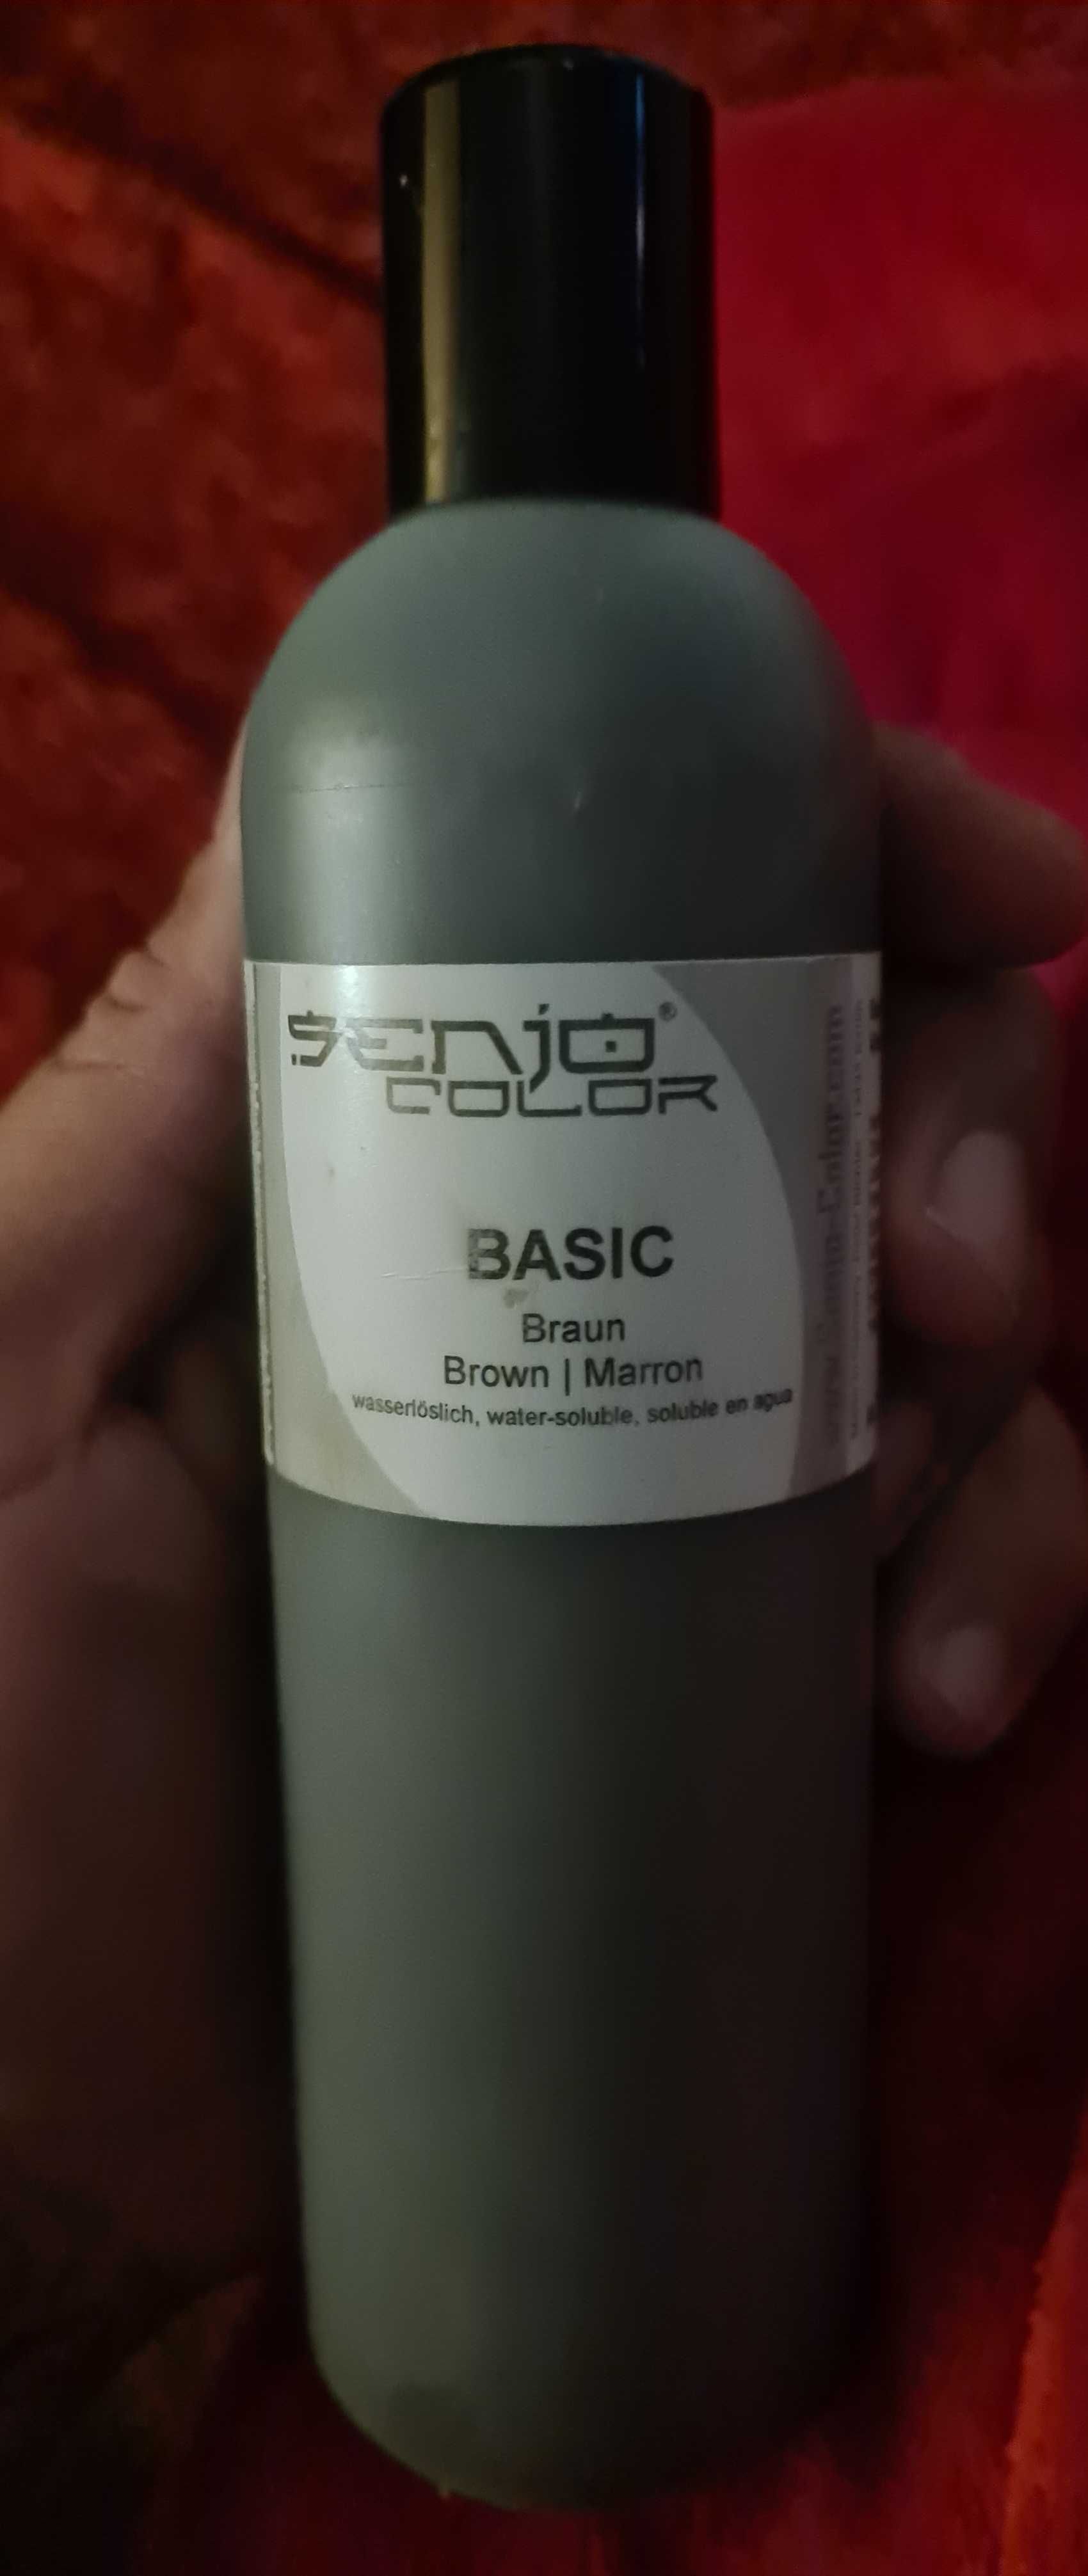 SENJO®
COLOR
BASIC
Braun
Brown | Marron
wasserlöslich, water-soluble, soluble en agua